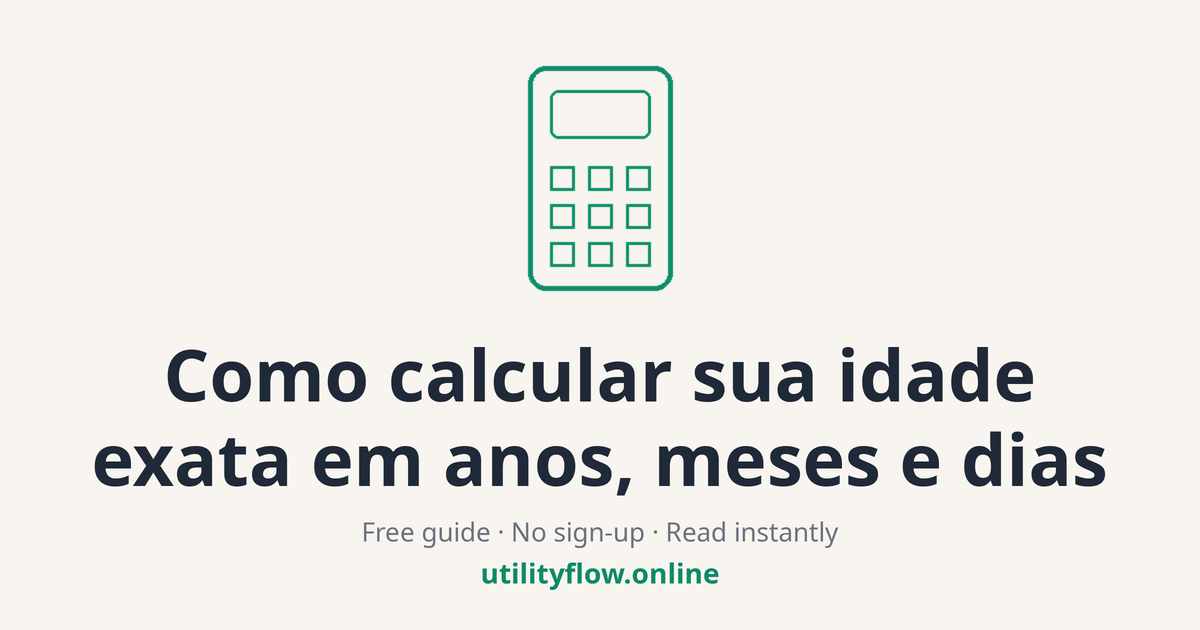 Como calcular sua idade
exata em anos, meses e dias
Free guide · No sign-up · Read instantly
utilityflow.online